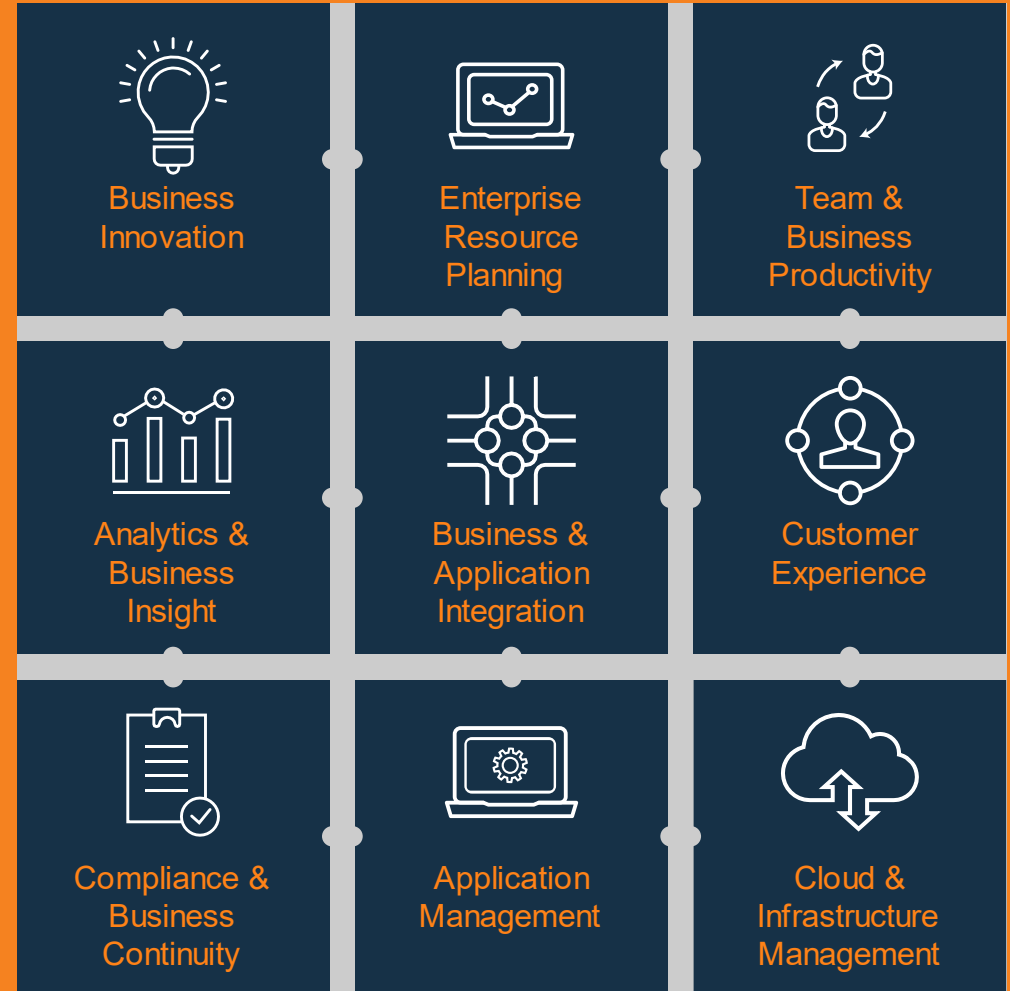 Business
Innovation
Enterprise
Resource
Planning
Team &
Business
Productivity
Analytics &
Business
Insight
Business &
Application
Integration
Customer
Experience
Compliance &
Business
Continuity
Application
Management
Cloud &
Infrastructure
Management